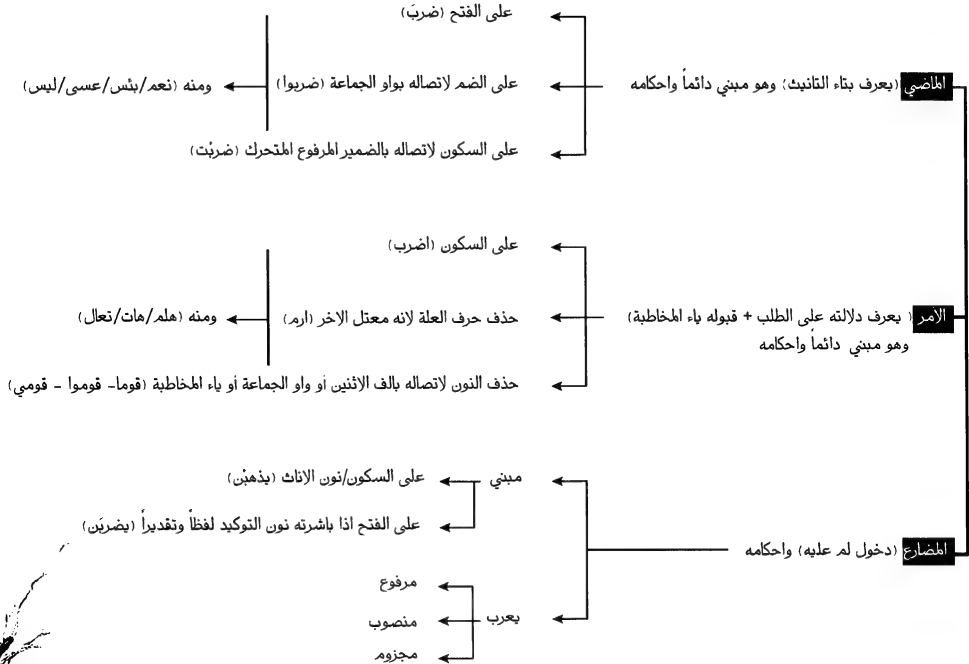 الماضي (يعرف بتاء التانيث) وهو مبني دائماً واحكامه
على الفتح (ضربَ)
على الضم لاتصاله بواو الجماعة (ضربوا)
على السكون لاتصاله بالضمير المرفوع المتحرك (ضربْت)
ومنه (نعم/بئس/عسى/ليس)
الامر ( يعرف دلالته على الطلب + قبوله ياء المخاطبة)
وهو مبني دائماً واحكامه
على السكون (اضرب)
حذف حرف العلة لانه معتل الاخر (ارم)
حذف النون لاتصاله بالف الاثنين أو واو الجماعة أو ياء المخاطبة (قوما- قوموا - قومي)
ومنه (هلم/هات/تعال)
المضارع (دخول لم عليه) واحكامه
مبني
على السكون/نون الاناث (يذهبْن)
على الفتح اذا باشرته نون التوكيد لفظاً وتقديراً (يضربَن)
يعرب
مرفوع
منصوب
مجزوم